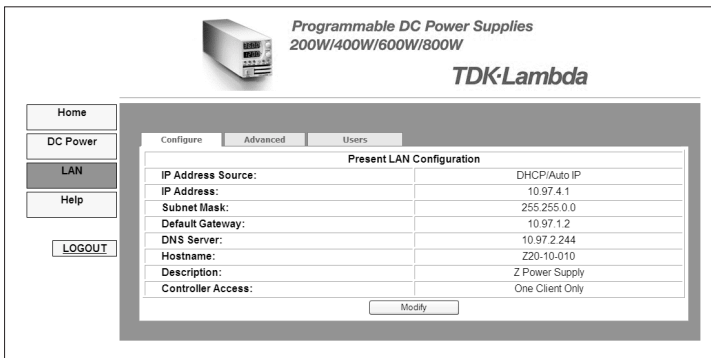 Programmable DC Power Supplies
200W/400W/600W/800W
TDK·Lambda
Home
DC Power
LAN
Help
LOGOUT
Configure Advanced Users
Present LAN Configuration
IP Address Source: DHCP/Auto IP
IP Address: 10.97.4.1
Subnet Mask: 255.255.0.0
Default Gateway: 10.97.1.2
DNS Server: 10.97.2.244
Hostname: Z20-10-010
Description: Z Power Supply
Controller Access: One Client Only
Modify